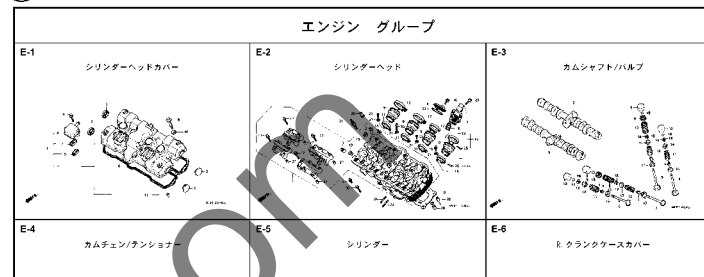 エンジン グループ
E-1
シリンダーヘッドカバー
E-2
シリンダーヘッド
E-3
カムシャフト/バルブ
E-4
カムチェン/テンショナー
E-5
シリンダー
E-6
R. クランクケースカバー
om